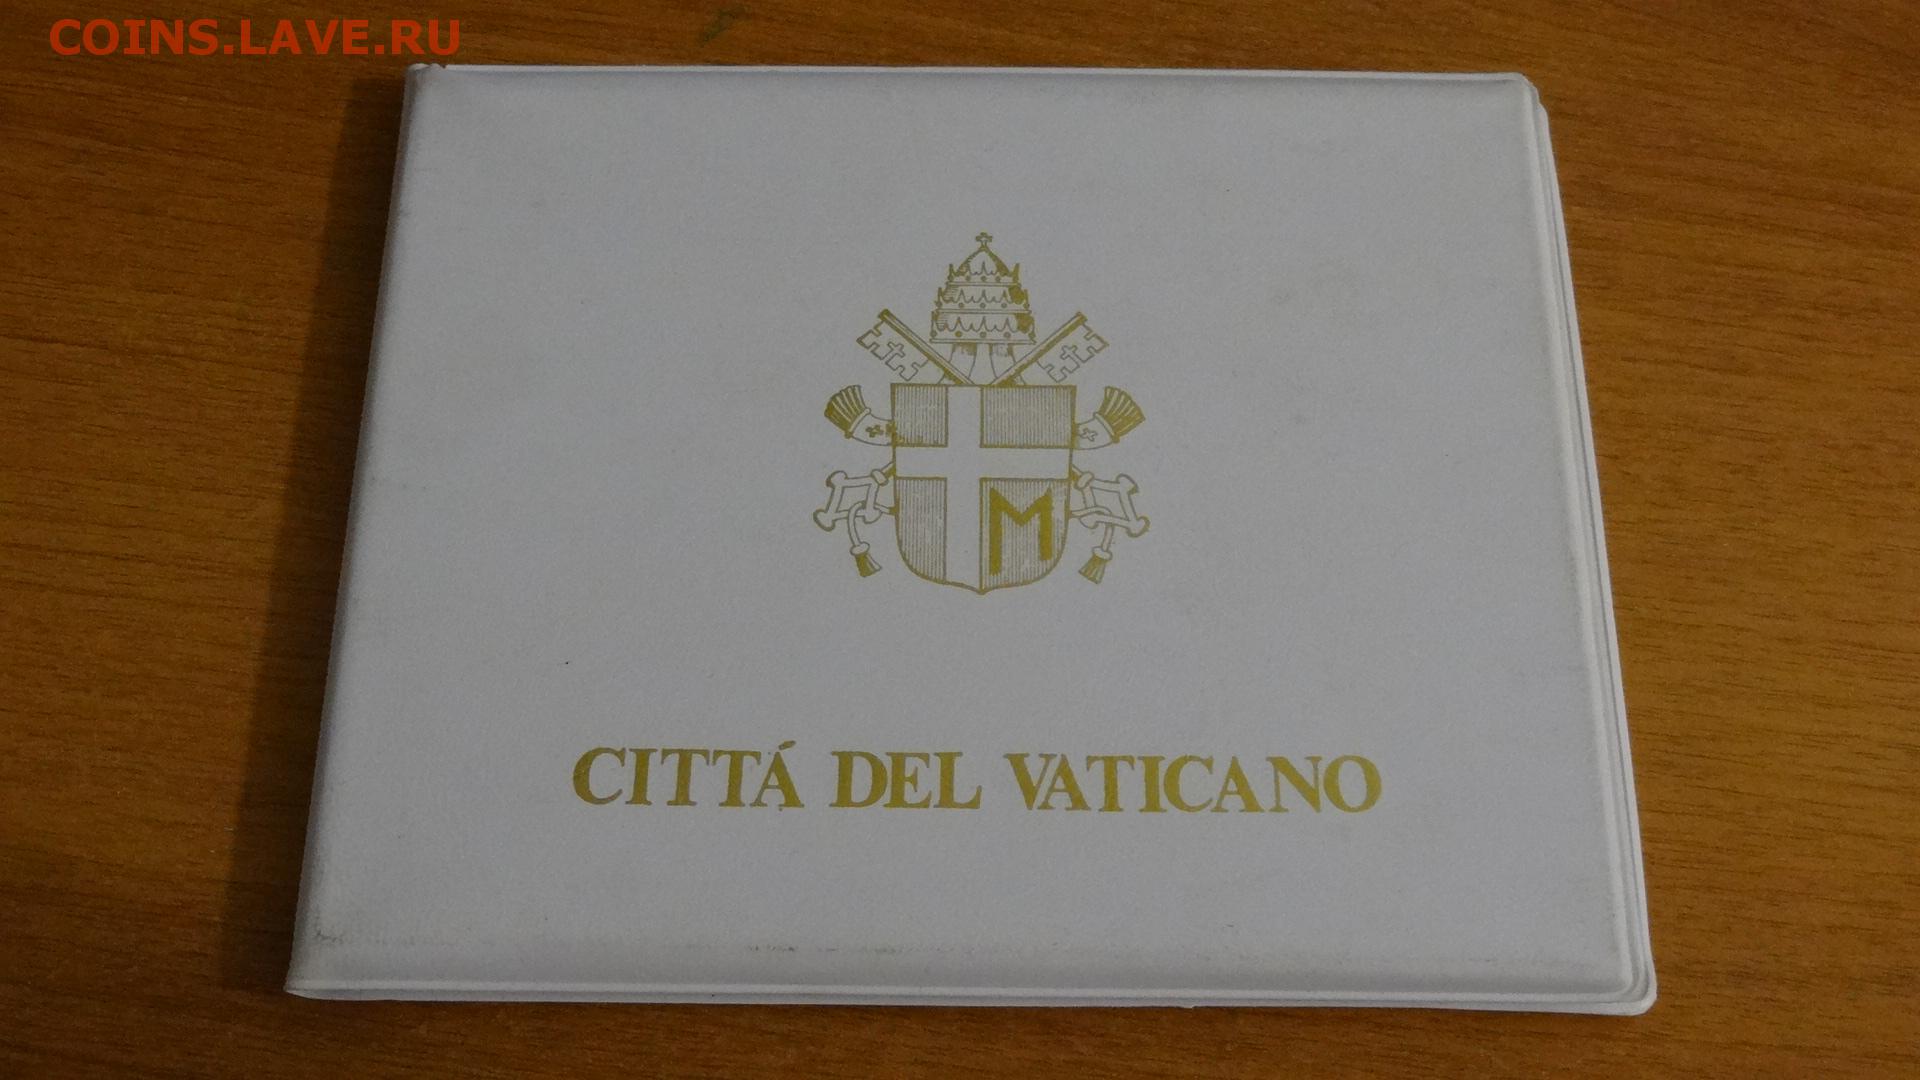 COINS.LAVE.RU
M
CITTÁ DEL VATICANO